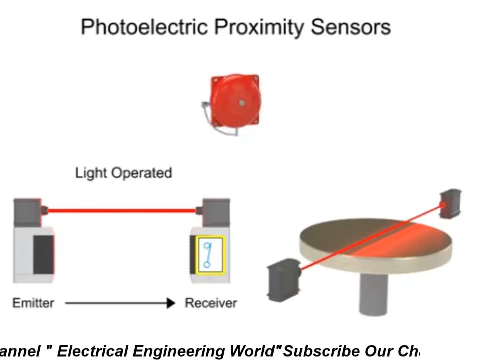 Photoelectric Proximity Sensors
Light Operated
Emitter
Receiver
annel " Electrical Engineering World"Subscribe Our Ch